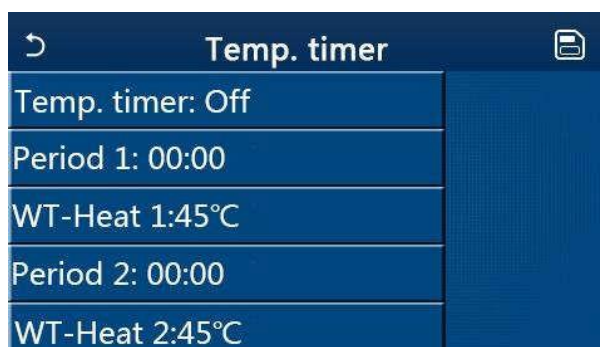 Temp. timer
Temp. timer: Off
Period 1: 00:00
WT-Heat 1:45℃
Period 2: 00:00
WT-Heat 2:45℃